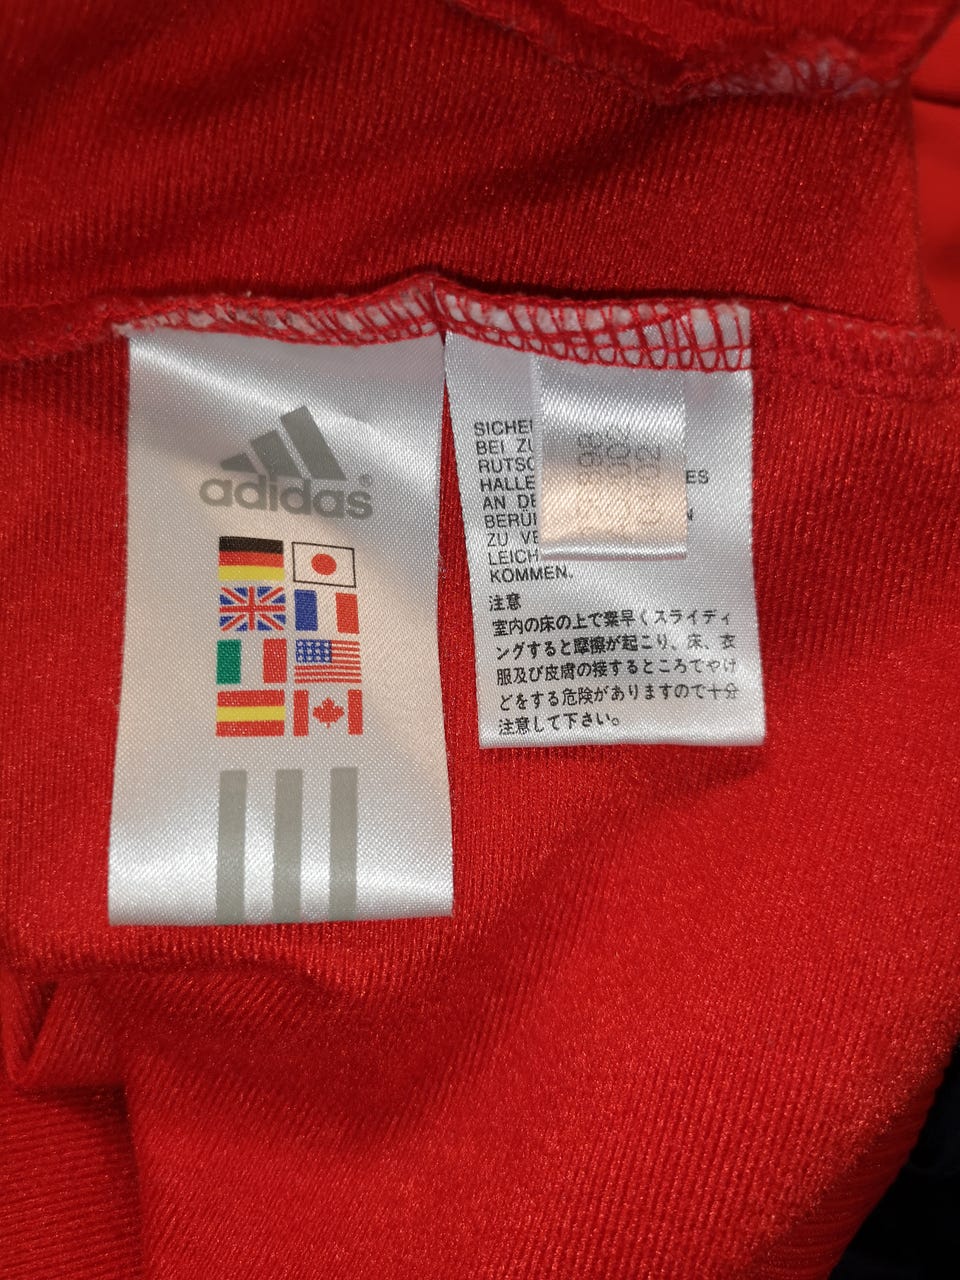 adidas®
SICHE
BEI ZU
RUTSC
HALLE ES
AN DE
BERÜ N
ZU VE
LEICH
KOMMEN.
注意
室内の床の上で葉早くスライディ
ングすると摩擦が起こり、床、衣
服及び皮膚の接するところでやけ
どをする危険がありますので十分
注意して下さい。